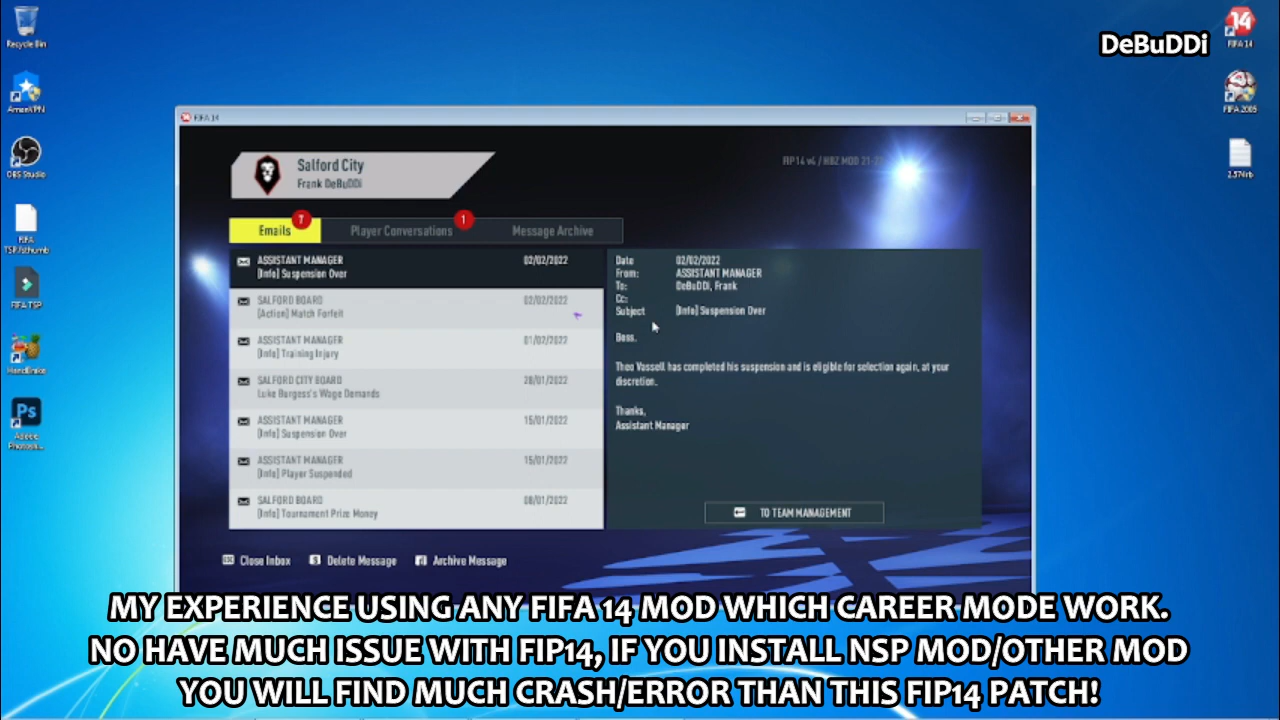 Recycle Bin
DeBuDDi
FIFA 14
FIFA 2005
OBS Studio
FIFA
FIFA TSP
HandBrake
Ps
Adobe
Photosh...
FIFA 14
Salford City
Frank DeBuDDi
Emails
7
Player Conversations
1
Message Archive
ASSISTANT MANAGER 02/02/2022
[Info] Suspension Over
SALFORD BOARD 02/02/2022
[Action] Match Forfeit
ASSISTANT MANAGER 01/02/2022
[Info] Training Injury
SALFORD CITY BOARD 28/01/2022
Luke Burgess's Wage Demands
ASSISTANT MANAGER 15/01/2022
[Info] Suspension Over
ASSISTANT MANAGER 15/01/2022
[Info] Player Suspended
SALFORD BOARD 08/01/2022
[Info] Tournament Prize Money
Date 02/02/2022
From: ASSISTANT MANAGER
To: DeBuDDi, Frank
Cc:
Subject [Info] Suspension Over
Boss,
Theo Vassell has completed his suspension and is eligible for selection again, at your
discretion.
Thanks,
Assistant Manager
TO TEAM MANAGEMENT
Close Inbox
Delete Message
Archive Message
MY EXPERIENCE USING ANY FIFA 14 MOD WHICH CAREER MODE WORK.
NO HAVE MUCH ISSUE WITH FIP14, IF YOU INSTALL NSP MOD/OTHER MOD
YOU WILL FIND MUCH CRASH/ERROR THAN THIS FIP14 PATCH!